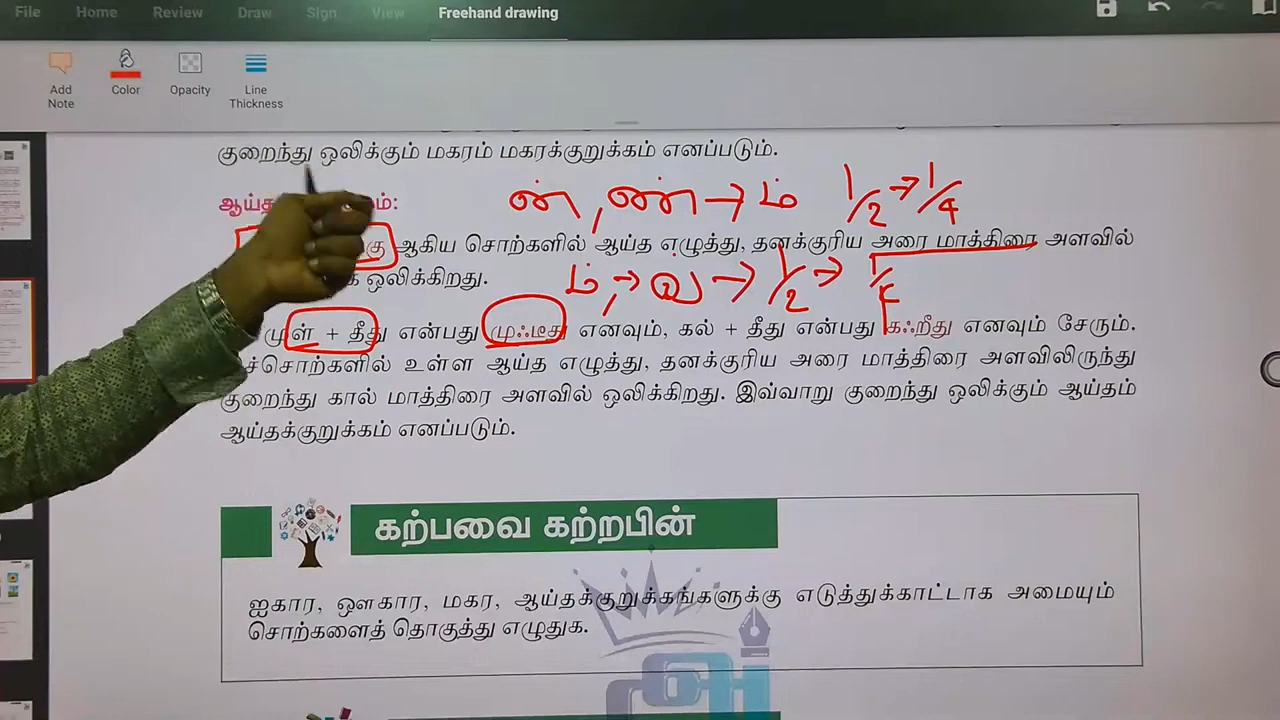 File Home Review Draw Sign View Freehand drawing
Add Note Color Opacity Line Thickness
குறைந்து ஒலிக்கும் மகரம் மகரக்குறுக்கம் எனப்படும்.
ன், ண் → ம் 1/2 → 1/4
ஆகிய சொற்களில் ஆய்த எழுத்து, தனக்குரிய அரை மாத்திரை அளவில்
ஒலிக்கிறது.
ம், → வ → 1/2 →
முள் + தீது என்பது முஃடீது எனவும், கல் + தீது என்பது கஃறீது எனவும் சேரும்.
உள்ள ஆய்த எழுத்து, தனக்குரிய அரை மாத்திரை அளவிலிருந்து
குறைந்து கால் மாத்திரை அளவில் ஒலிக்கிறது. இவ்வாறு குறைந்து ஒலிக்கும் ஆய்தம்
ஆய்தக்குறுக்கம் எனப்படும்.
கற்பவை கற்றபின்
ஐகார, ஔகார, மகர, ஆய்தக்குறுக்கங்களுக்கு எடுத்துக்காட்டாக அமையும்
சொற்களைத் தொகுத்து எழுதுக.